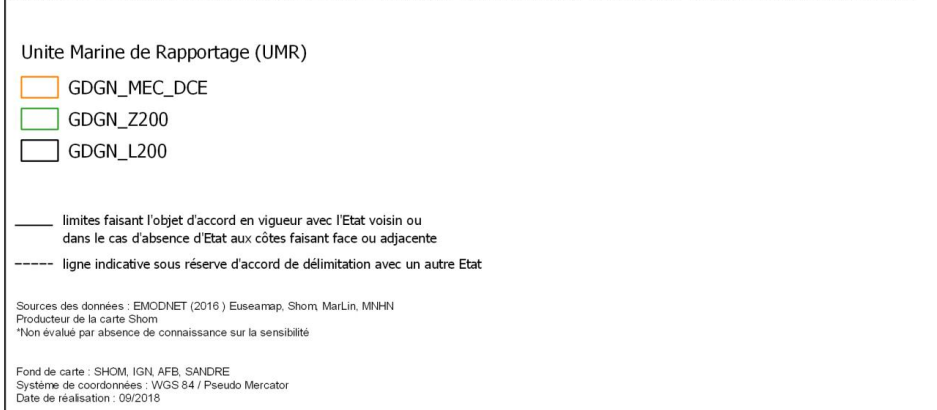 Unite Marine de Rapportage (UMR)
GDGN_MEC_DCE
GDGN_Z200
GDGN_L200
limites faisant l'objet d'accord en vigueur avec l'Etat voisin ou
dans le cas d'absence d'Etat aux côtes faisant face ou adjacente
ligne indicative sous réserve d'accord de délimitation avec un autre Etat
Sources des données : EMODNET (2016 ) Euseamap, Shom, MarLin, MNHN
Producteur de la carte Shom
*Non évalué par absence de connaissance sur la sensibilité
Fond de carte : SHOM, IGN, AFB, SANDRE
Système de coordonnées : WGS 84 / Pseudo Mercator
Date de réalisation : 09/2018